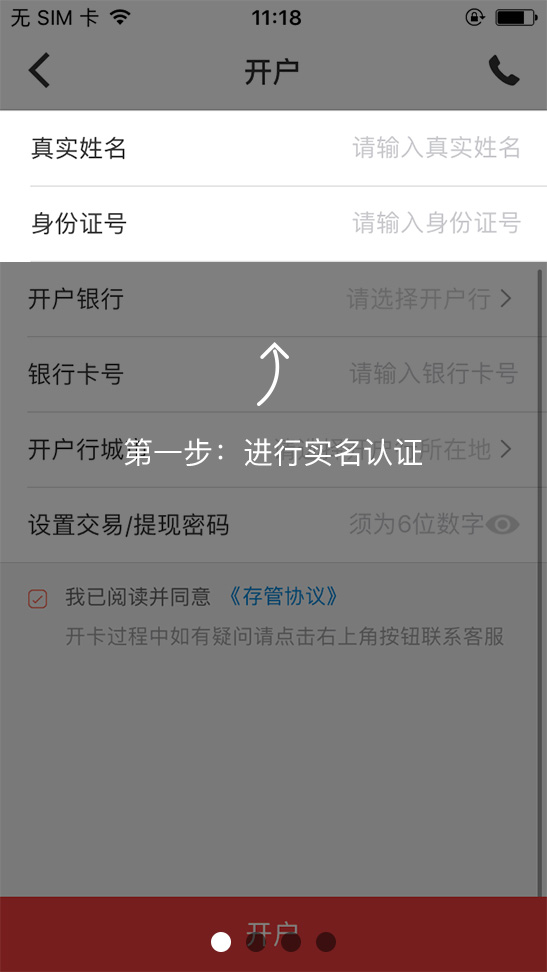 无 SIM 卡 11:18
开户
真实姓名 请输入真实姓名
身份证号 请输入身份证号
开户银行 请选择开户行
银行卡号 请输入银行卡号
开户行城 所在地
第一步：进行实名认证
设置交易/提现密码 须为6位数字
我已阅读并同意 《存管协议》
开卡过程中如有疑问请点击右上角按钮联系客服
开户